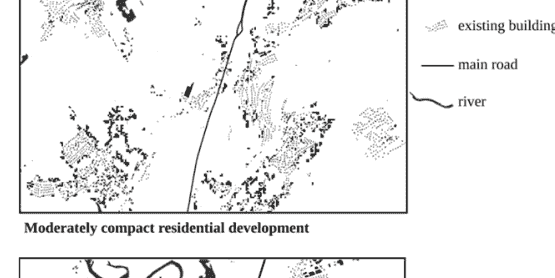 existing building
main road
river
Moderately compact residential development